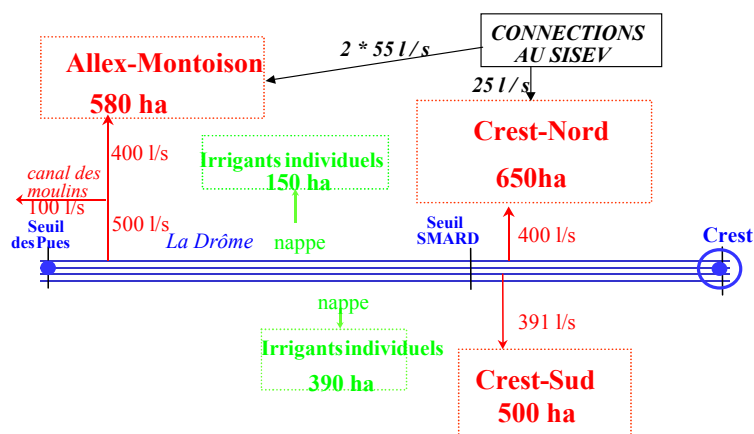 CONNECTIONS
AU SISEV
2 * 55 l / s
25 l / s
Allex-Montoison
580 ha
400 l/s
canal des
moulins
100 l/s
500 l/s
Irrigants individuels
150 ha
nappe
Crest-Nord
650ha
400 l/s
Seuil
des Pues
La Drôme
Seuil
SMARD
Crest
nappe
Irrigants individuels
390 ha
391 l/s
Crest-Sud
500 ha